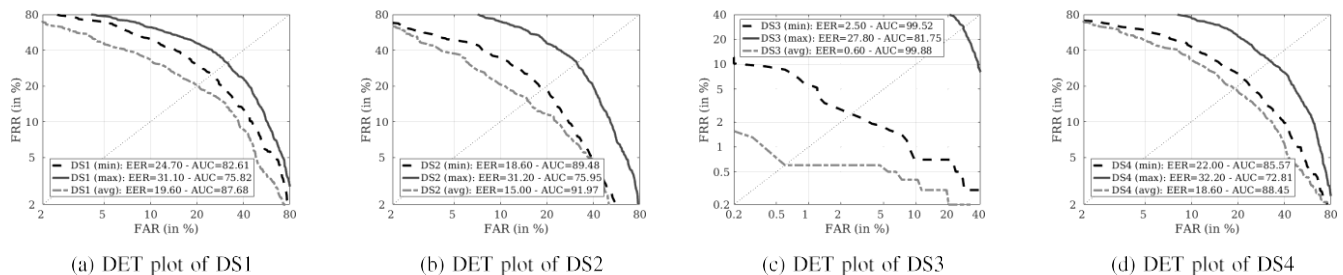 80
40
20
10
5
2
FRR (in %)
DS1 (min): EER=24.70 - AUC=82.61
DS1 (max): EER=31.10 - AUC=75.82
DS1 (avg): EER=19.60 - AUC=87.68
2 5 10 20 40 80
FAR (in %)
(a) DET plot of DS1
80
40
20
10
5
2
FRR (in %)
DS2 (min): EER=18.60 - AUC=89.48
DS2 (max): EER=31.20 - AUC=75.95
DS2 (avg): EER=15.00 - AUC=91.97
2 5 10 20 40 80
FAR (in %)
(b) DET plot of DS2
40
20
10
5
2
1
0.5
0.2
FRR (in %)
DS3 (min): EER=2.50 - AUC=99.52
DS3 (max): EER=27.80 - AUC=81.75
DS3 (avg): EER=0.60 - AUC=99.88
0.2 0.5 1 2 5 10 20 40
FAR (in %)
(c) DET plot of DS3
80
40
20
10
5
2
FRR (in %)
DS4 (min): EER=22.00 - AUC=85.57
DS4 (max): EER=32.20 - AUC=72.81
DS4 (avg): EER=18.60 - AUC=88.45
2 5 10 20 40 80
FAR (in %)
(d) DET plot of DS4